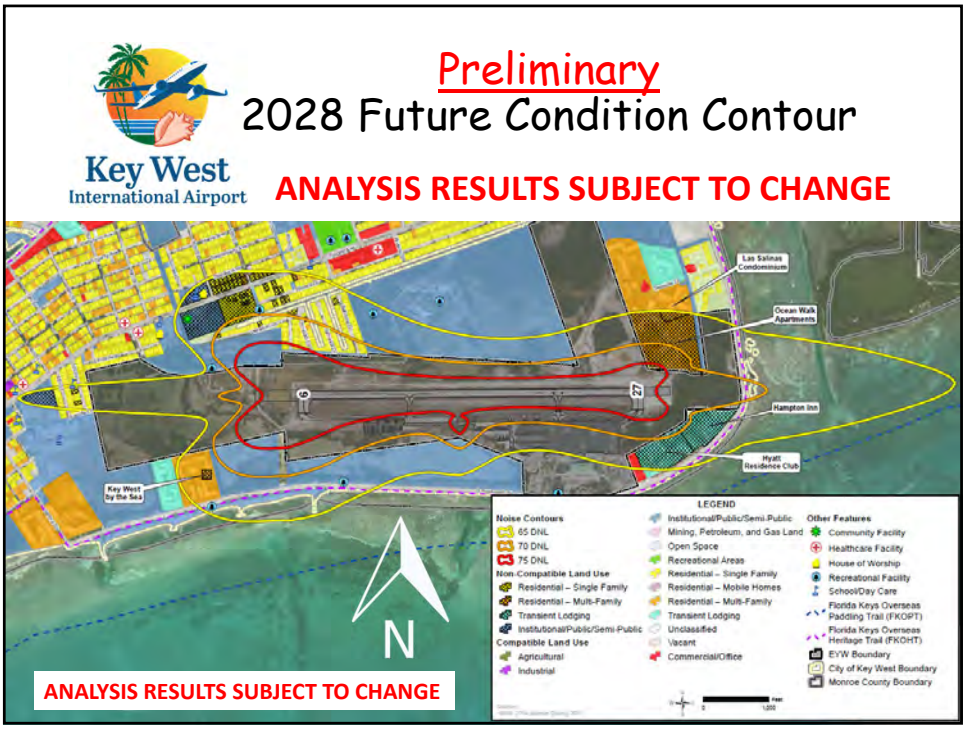 Preliminary
2028 Future Condition Contour
Key West
International Airport
ANALYSIS RESULTS SUBJECT TO CHANGE
Las Salinas
Condominium
Ocean Walk
Apartments
9
27
Hampton Inn
Hyatt
Residence Club
Key West
by the Sea
N
ANALYSIS RESULTS SUBJECT TO CHANGE
LEGEND
Noise Contours
65 DNL
70 DNL
75 DNL
Non-Compatible Land Use
Residential – Single Family
Residential – Multi-Family
Transient Lodging
Institutional/Public/Semi-Public
Compatible Land Use
Agricultural
Industrial
Institutional/Public/Semi-Public
Mining, Petroleum, and Gas Land
Open Space
Recreational Areas
Residential – Single Family
Residential – Mobile Homes
Residential – Multi-Family
Transient Lodging
Unclassified
Vacant
Commercial/Office
Other Features
Community Facility
Healthcare Facility
House of Worship
Recreational Facility
School/Day Care
Florida Keys Overseas
Paddling Trail (FKOPT)
Florida Keys Overseas
Heritage Trail (FKOHT)
EYW Boundary
City of Key West Boundary
Monroe County Boundary
Feet
0 1,200